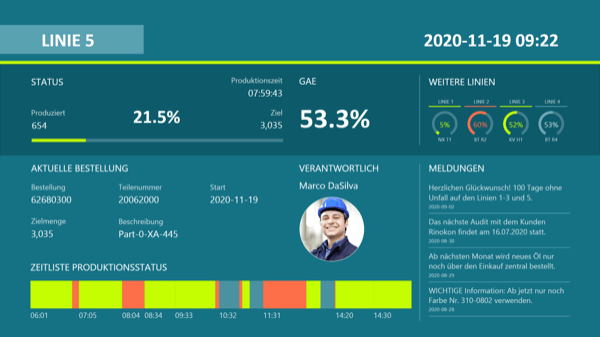 LINIE 5
2020-11-19 09:22
STATUS
Produktionszeit
07:59:43
Produziert
654
21.5%
Ziel
3,035
GAE
53.3%
WEITERE LINIEN
LINIE 1
LINIE 2
LINIE 3
LINIE 4
5%
60%
52%
53%
NR 11
BT R2
KV H1
BT R4
AKTUELLE BESTELLUNG
Bestellung
62680300
Teilenummer
20062000
Start
2020-11-19
Zielmenge
3,035
Beschreibung
Part-0-XA-445
VERANTWORTLICH
Marco DaSilva
MELDUNGEN
Herzlichen Glückwunsch! 100 Tage ohne
Unfall auf den Linien 1-3 und 5.
2020-09-02
Das nächste Audit mit dem Kunden
Rinokon findet am 16.07.2020 statt.
2020-08-30
Ab nächsten Monat wird neues Öl nur
noch über den Einkauf zentral bestellt.
2020-08-29
WICHTIGE Information: Ab jetzt nur noch
Farbe Nr. 310-0802 verwenden.
2020-08-28
ZEITLISTE PRODUKTIONSSTATUS
06:01
07:05
08:04
08:34
09:33
10:32
11:31
14:20
14:30